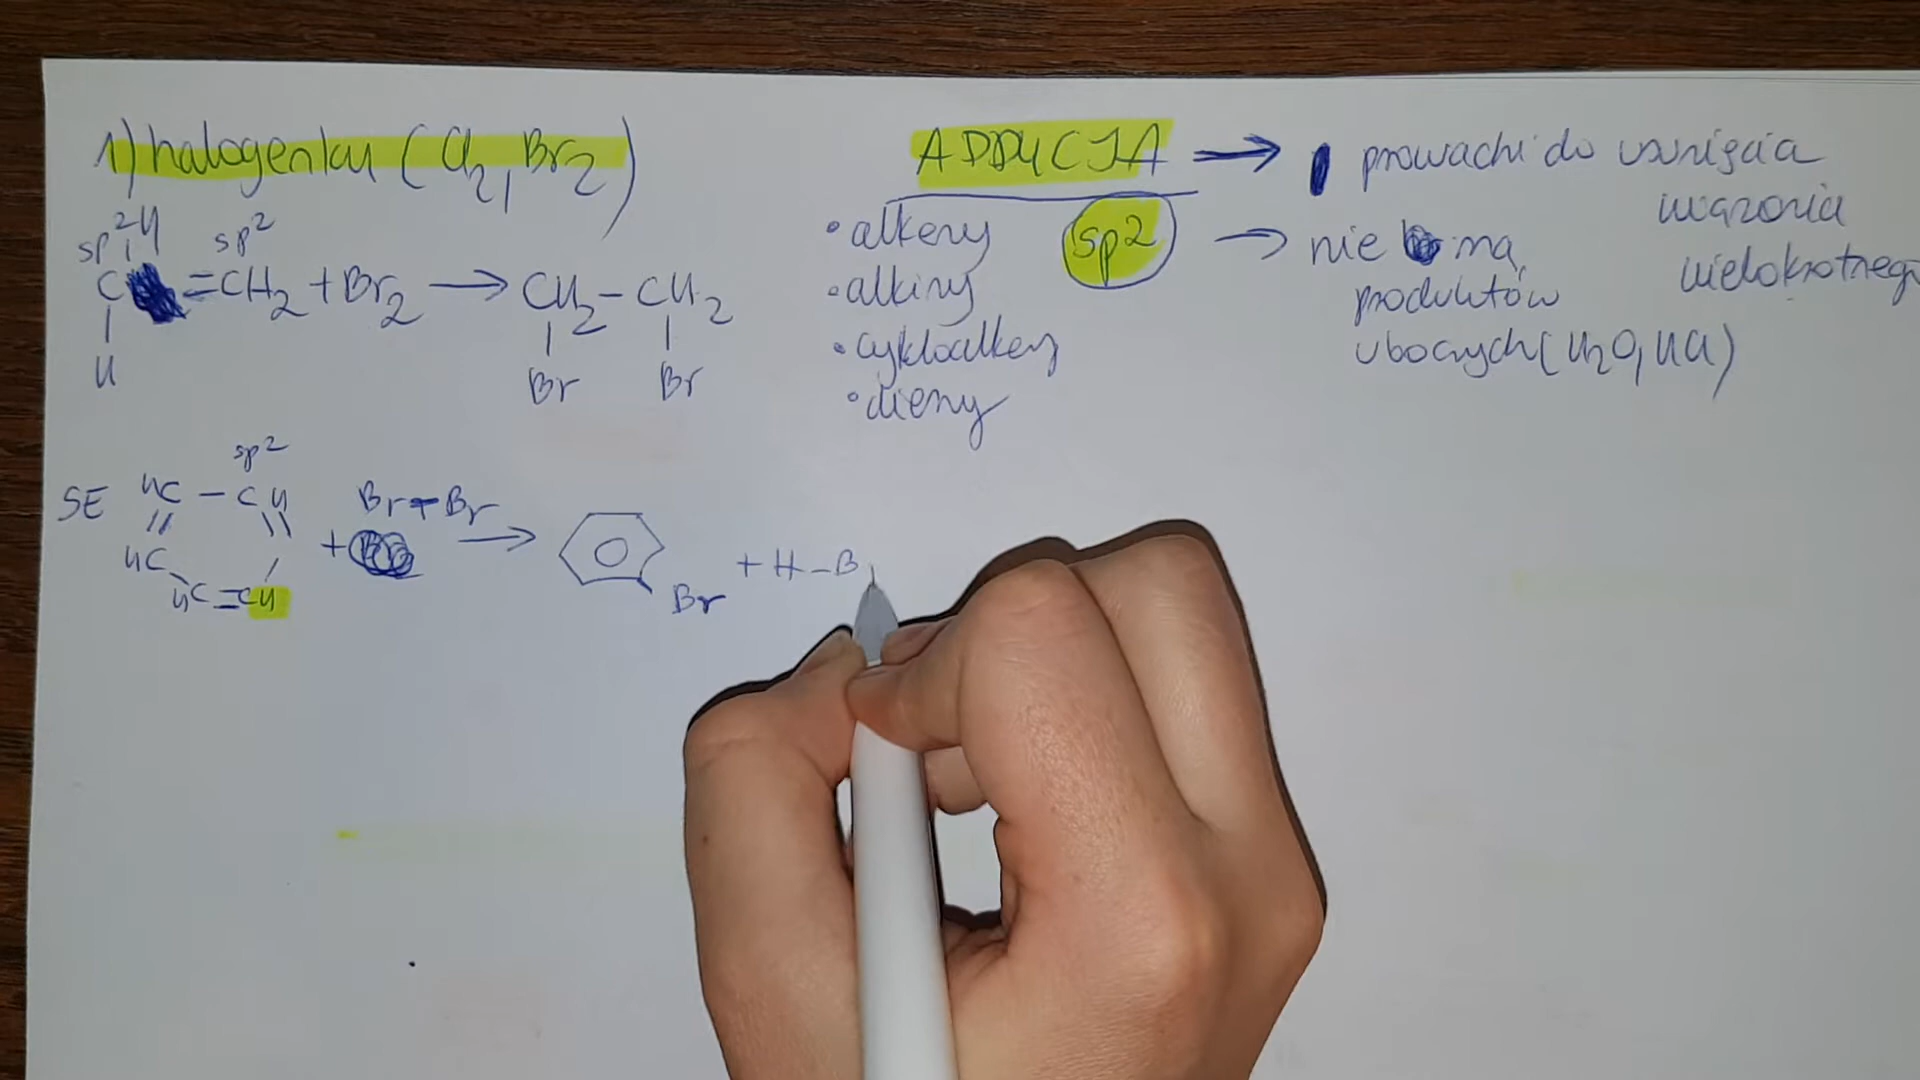 1) halogenku (Cl2, Br2)
sp2 H sp2
C = CH2 + Br2 → CH2 – CH2
H
Br Br
ADDYCJA → prowadzi do usunięcia
wiązania
wielokrotnego
sp2 → nie ma
produktów
ubocznych (H2O, HCl)
• alkeny
• alkiny
• cykloalkeny
• dieny
sp2
SE HC – CH
Br – Br
HC
+ →
HC = CH
Br
+ H – Br